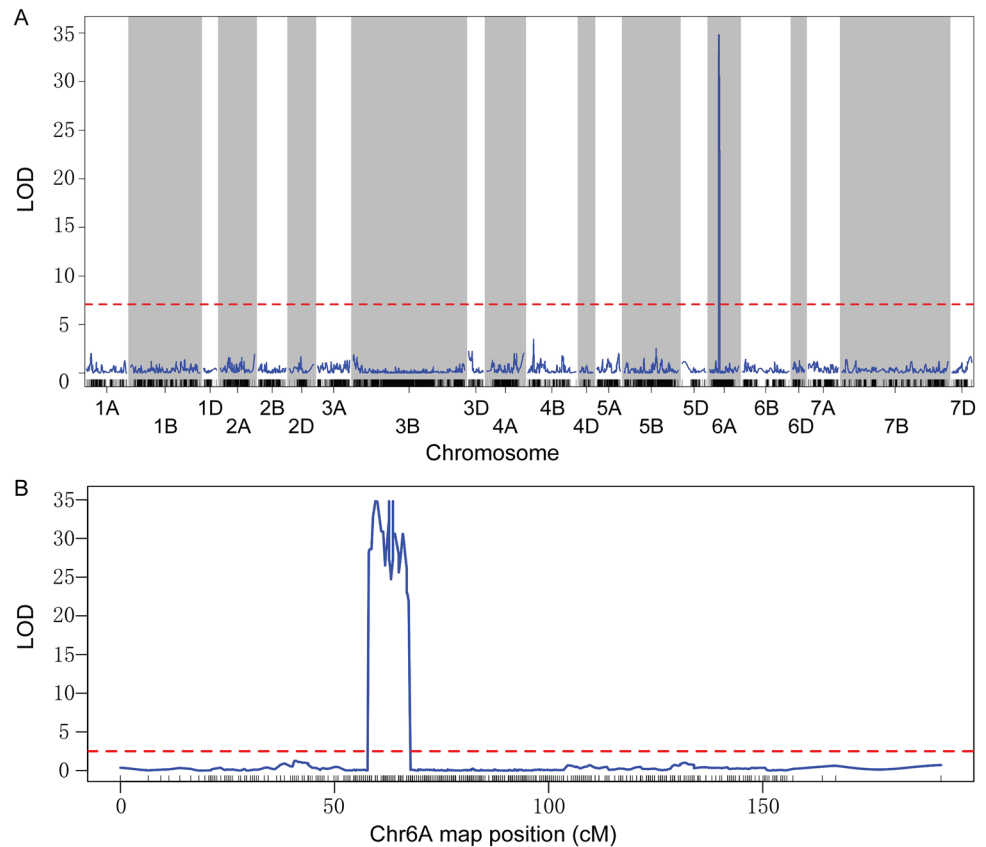 A
35
30
25
20
15
10
5
0
LOD
1A 1D 2B 3A 3D 4B 5A 5D 6B 7A 7D
1B 2A 2D 3B 4A 4D 5B 6A 6D 7B
Chromosome
B
35
30
25
20
15
10
5
0
LOD
0 50 100 150
Chr6A map position (cM)